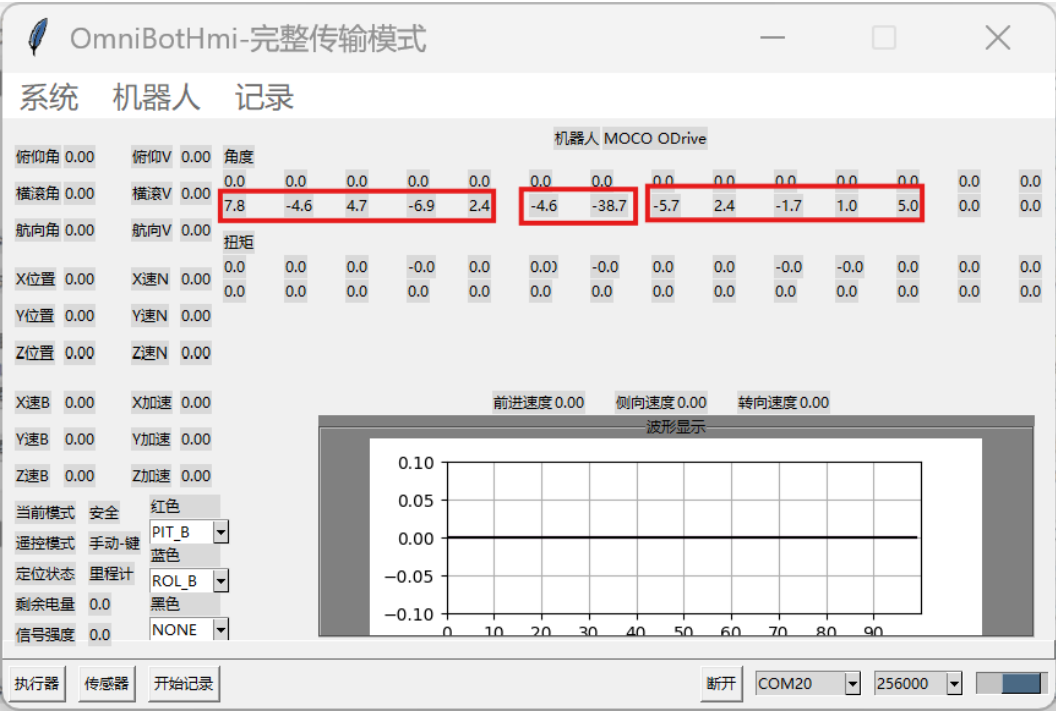 OmniBotHmi-完整传输模式
系统 机器人 记录
机器人 MOCO ODrive
俯仰角 0.00 俯仰V 0.00 角度
0.0 0.0 0.0 0.0 0.0 0.0 0.0 0.0 0.0 0.0 0.0 0.0 0.0 0.0
横滚角 0.00 横滚V 0.00
7.8 -4.6 4.7 -6.9 2.4 -4.6 -38.7 -5.7 2.4 -1.7 1.0 5.0 0.0 0.0
航向角 0.00 航向V 0.00
扭矩
0.0 0.0 0.0 -0.0 0.0 0.0) -0.0 0.0 0.0 -0.0 -0.0 0.0 0.0 0.0
X位置 0.00 X速N 0.00
0.0 0.0 0.0 0.0 0.0 0.0 0.0 0.0 0.0 0.0 0.0 0.0 0.0 0.0
Y位置 0.00 Y速N 0.00
Z位置 0.00 Z速N 0.00
X速B 0.00 X加速 0.00
前进速度 0.00 侧向速度 0.00 转向速度 0.00
波形显示
Y速B 0.00 Y加速 0.00
Z速B 0.00 Z加速 0.00
当前模式 安全
遥控模式 手动-键
定位状态 里程计
剩余电量 0.0
信号强度 0.0
红色
PIT_B
蓝色
ROL_B
黑色
NONE
0.10
0.05
0.00
−0.05
−0.10
0 10 20 30 40 50 60 70 80 90
执行器 传感器 开始记录 断开 COM20 256000